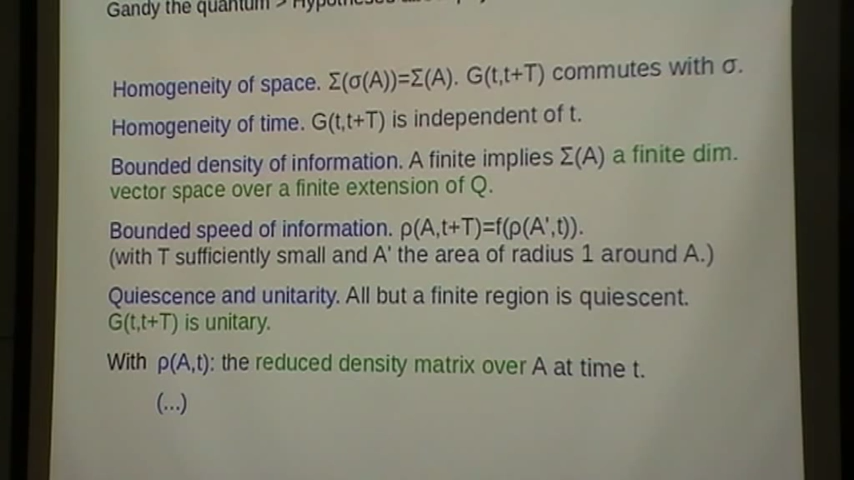 Gandy the quantum > Hypotheses
Homogeneity of space. Σ(σ(A))=Σ(A). G(t,t+T) commutes with σ.
Homogeneity of time. G(t,t+T) is independent of t.
Bounded density of information. A finite implies Σ(A) a finite dim.
vector space over a finite extension of Q.
Bounded speed of information. ρ(A,t+T)=f(ρ(A',t)).
(with T sufficiently small and A' the area of radius 1 around A.)
Quiescence and unitarity. All but a finite region is quiescent.
G(t,t+T) is unitary.
With ρ(A,t): the reduced density matrix over A at time t.
(...)